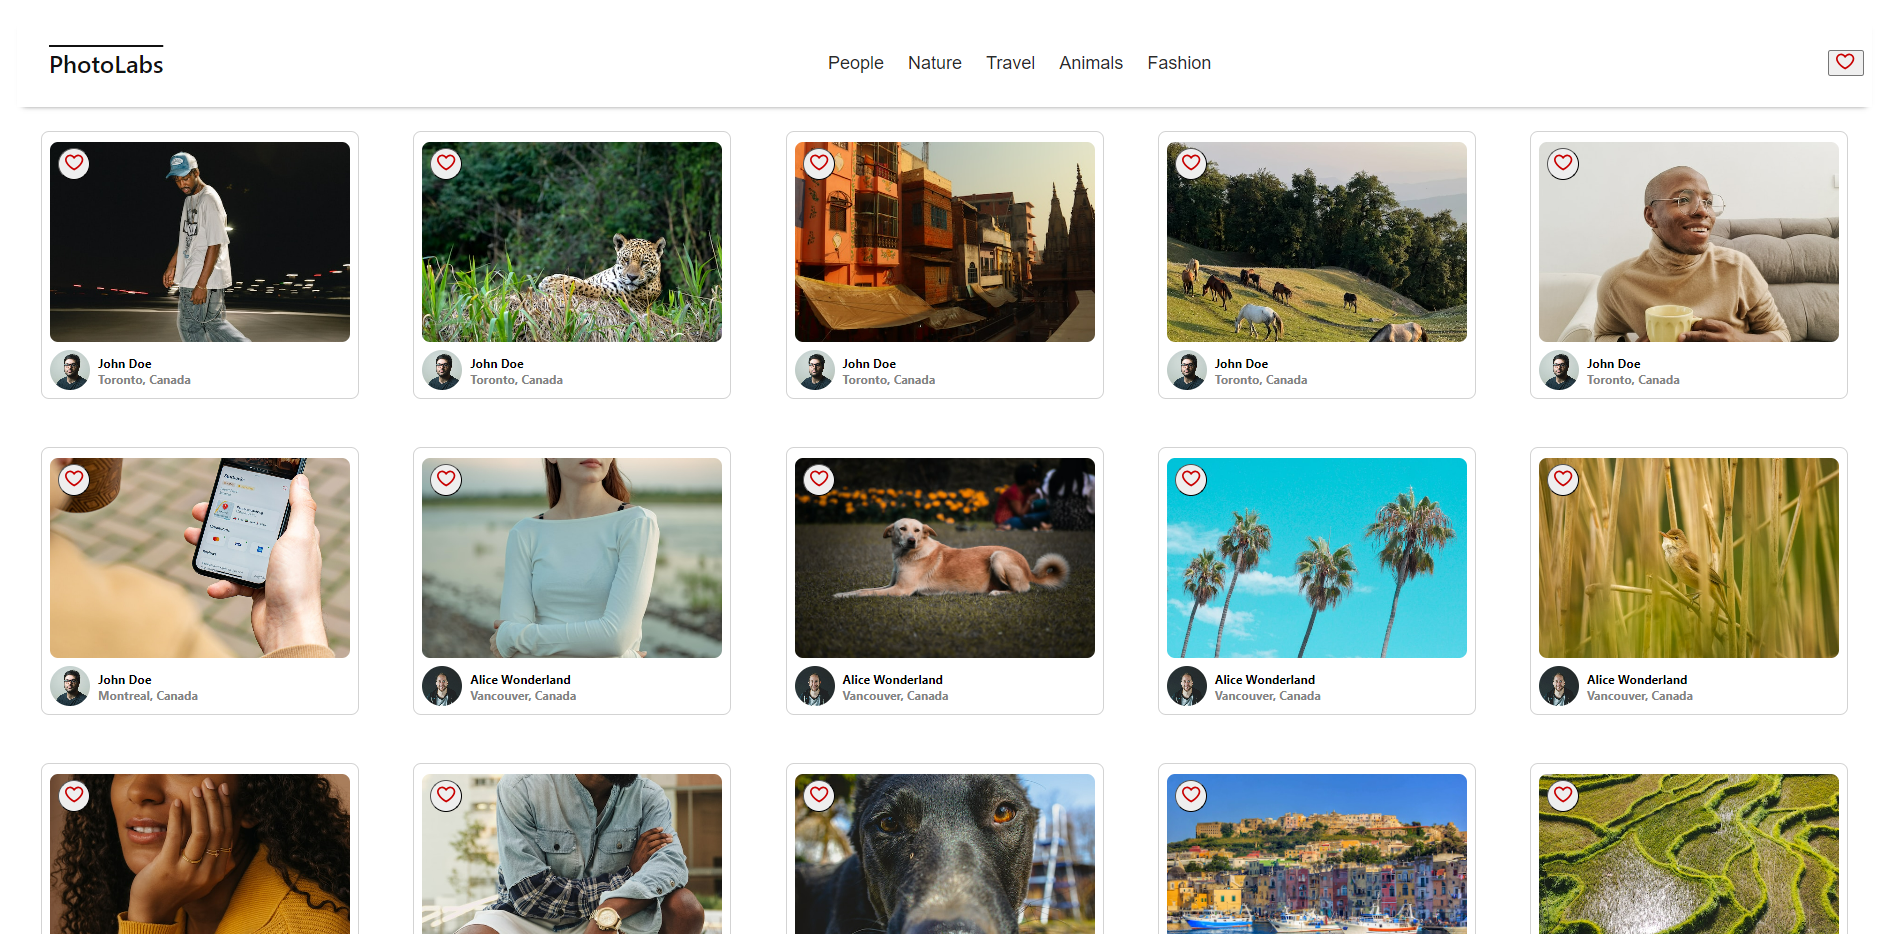 PhotoLabs
People Nature Travel Animals Fashion
John Doe
Toronto, Canada
John Doe
Toronto, Canada
John Doe
Toronto, Canada
John Doe
Toronto, Canada
John Doe
Toronto, Canada
John Doe
Montreal, Canada
Alice Wonderland
Vancouver, Canada
Alice Wonderland
Vancouver, Canada
Alice Wonderland
Vancouver, Canada
Alice Wonderland
Vancouver, Canada